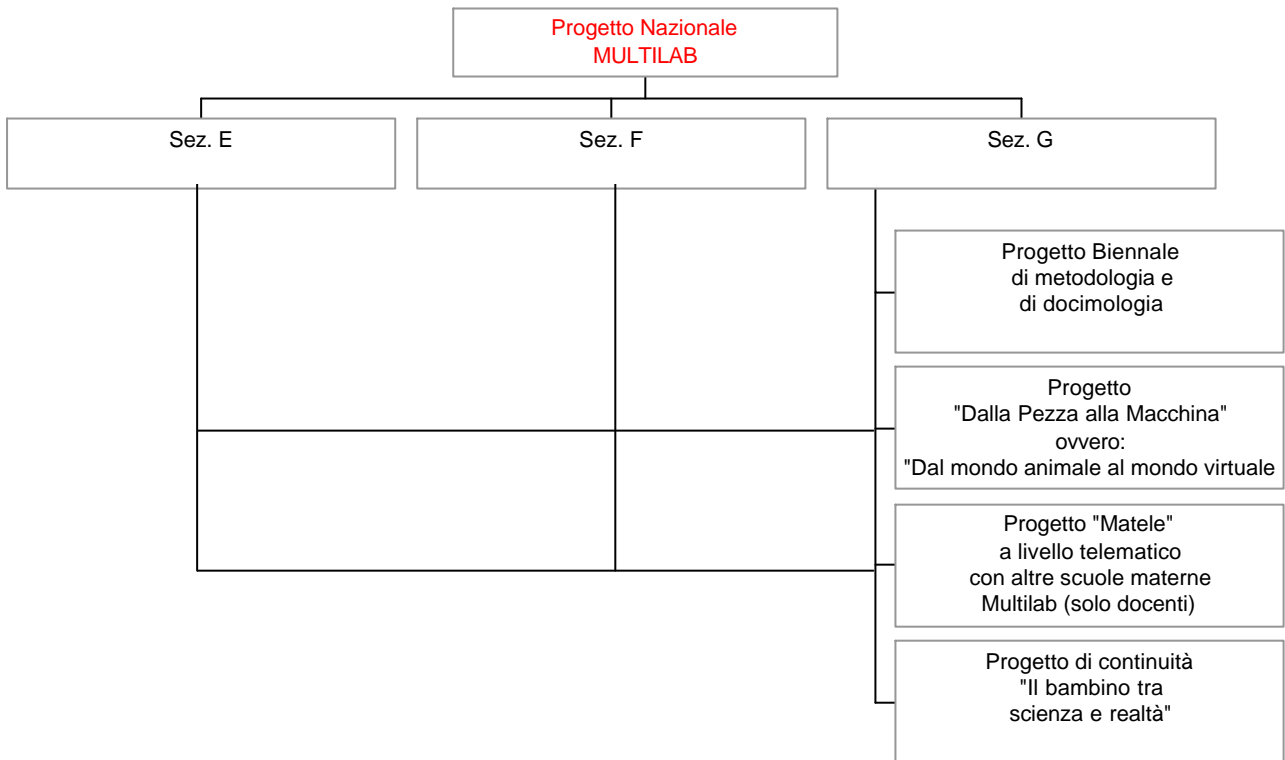 Progetto Nazionale
MULTILAB
Sez. E
Sez. F
Sez. G
Progetto Biennale
di metodologia e
di docimologia
Progetto
"Dalla Pezza alla Macchina"
ovvero:
"Dal mondo animale al mondo virtuale
Progetto "Matele"
a livello telematico
con altre scuole materne
Multilab (solo docenti)
Progetto di continuità
"Il bambino tra
scienza e realtà"